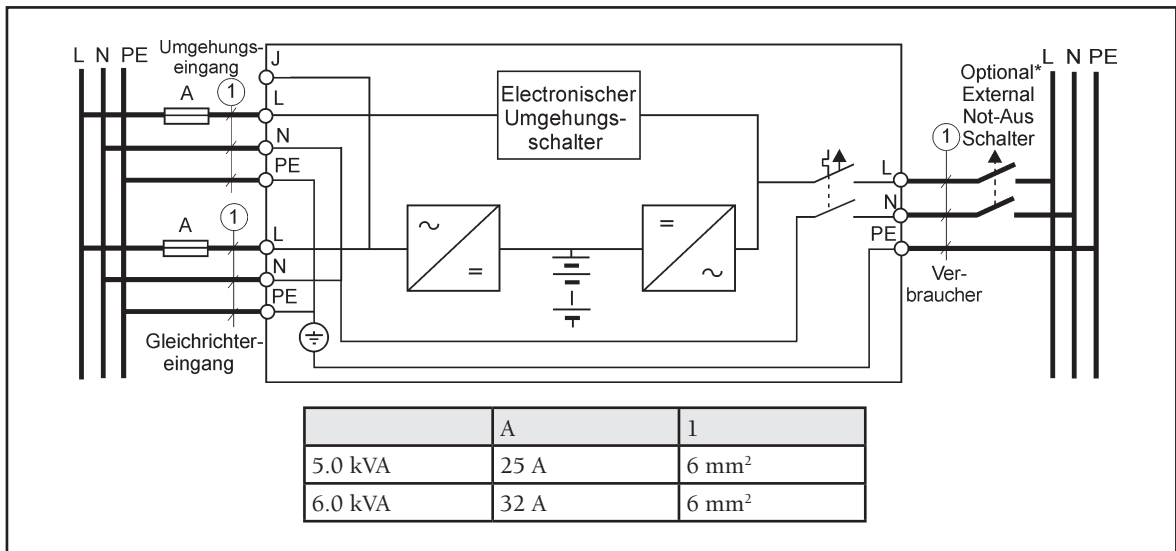 L N PE
Umgehungs-
eingang
A
1
J
L
N
PE
Electronischer
Umgehungs-
schalter
A
1
L
N
PE
Gleichrichter-
eingang
~
=
=
~
L
N
PE
1
Optional*
External
Not-Aus
Schalter
L N PE
Ver-
braucher
A 1
5.0 kVA 25 A 6 mm²
6.0 kVA 32 A 6 mm²